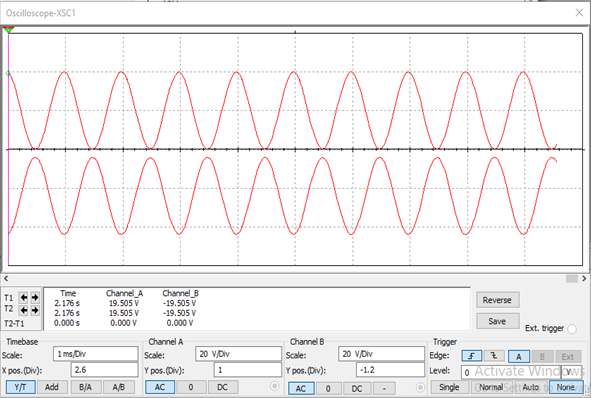 Oscilloscope-XSC1
T1
T2
T2-T1
Time Channel_A Channel_B
2.176 s 19.505 V -19.505 V
2.176 s 19.505 V -19.505 V
0.000 s 0.000 V 0.000 V
Reverse
Save
Ext. trigger
Timebase
Scale: 1 ms/Div
X pos.(Div): 2.6
Y/T Add B/A A/B
Channel A
Scale: 20 V/Div
Y pos.(Div): 1
AC 0 DC
Channel B
Scale: 20 V/Div
Y pos.(Div): -1.2
AC 0 DC -
Trigger
Edge: A B Ext
Level: 0 V
Single Normal Auto None
Activate Windows